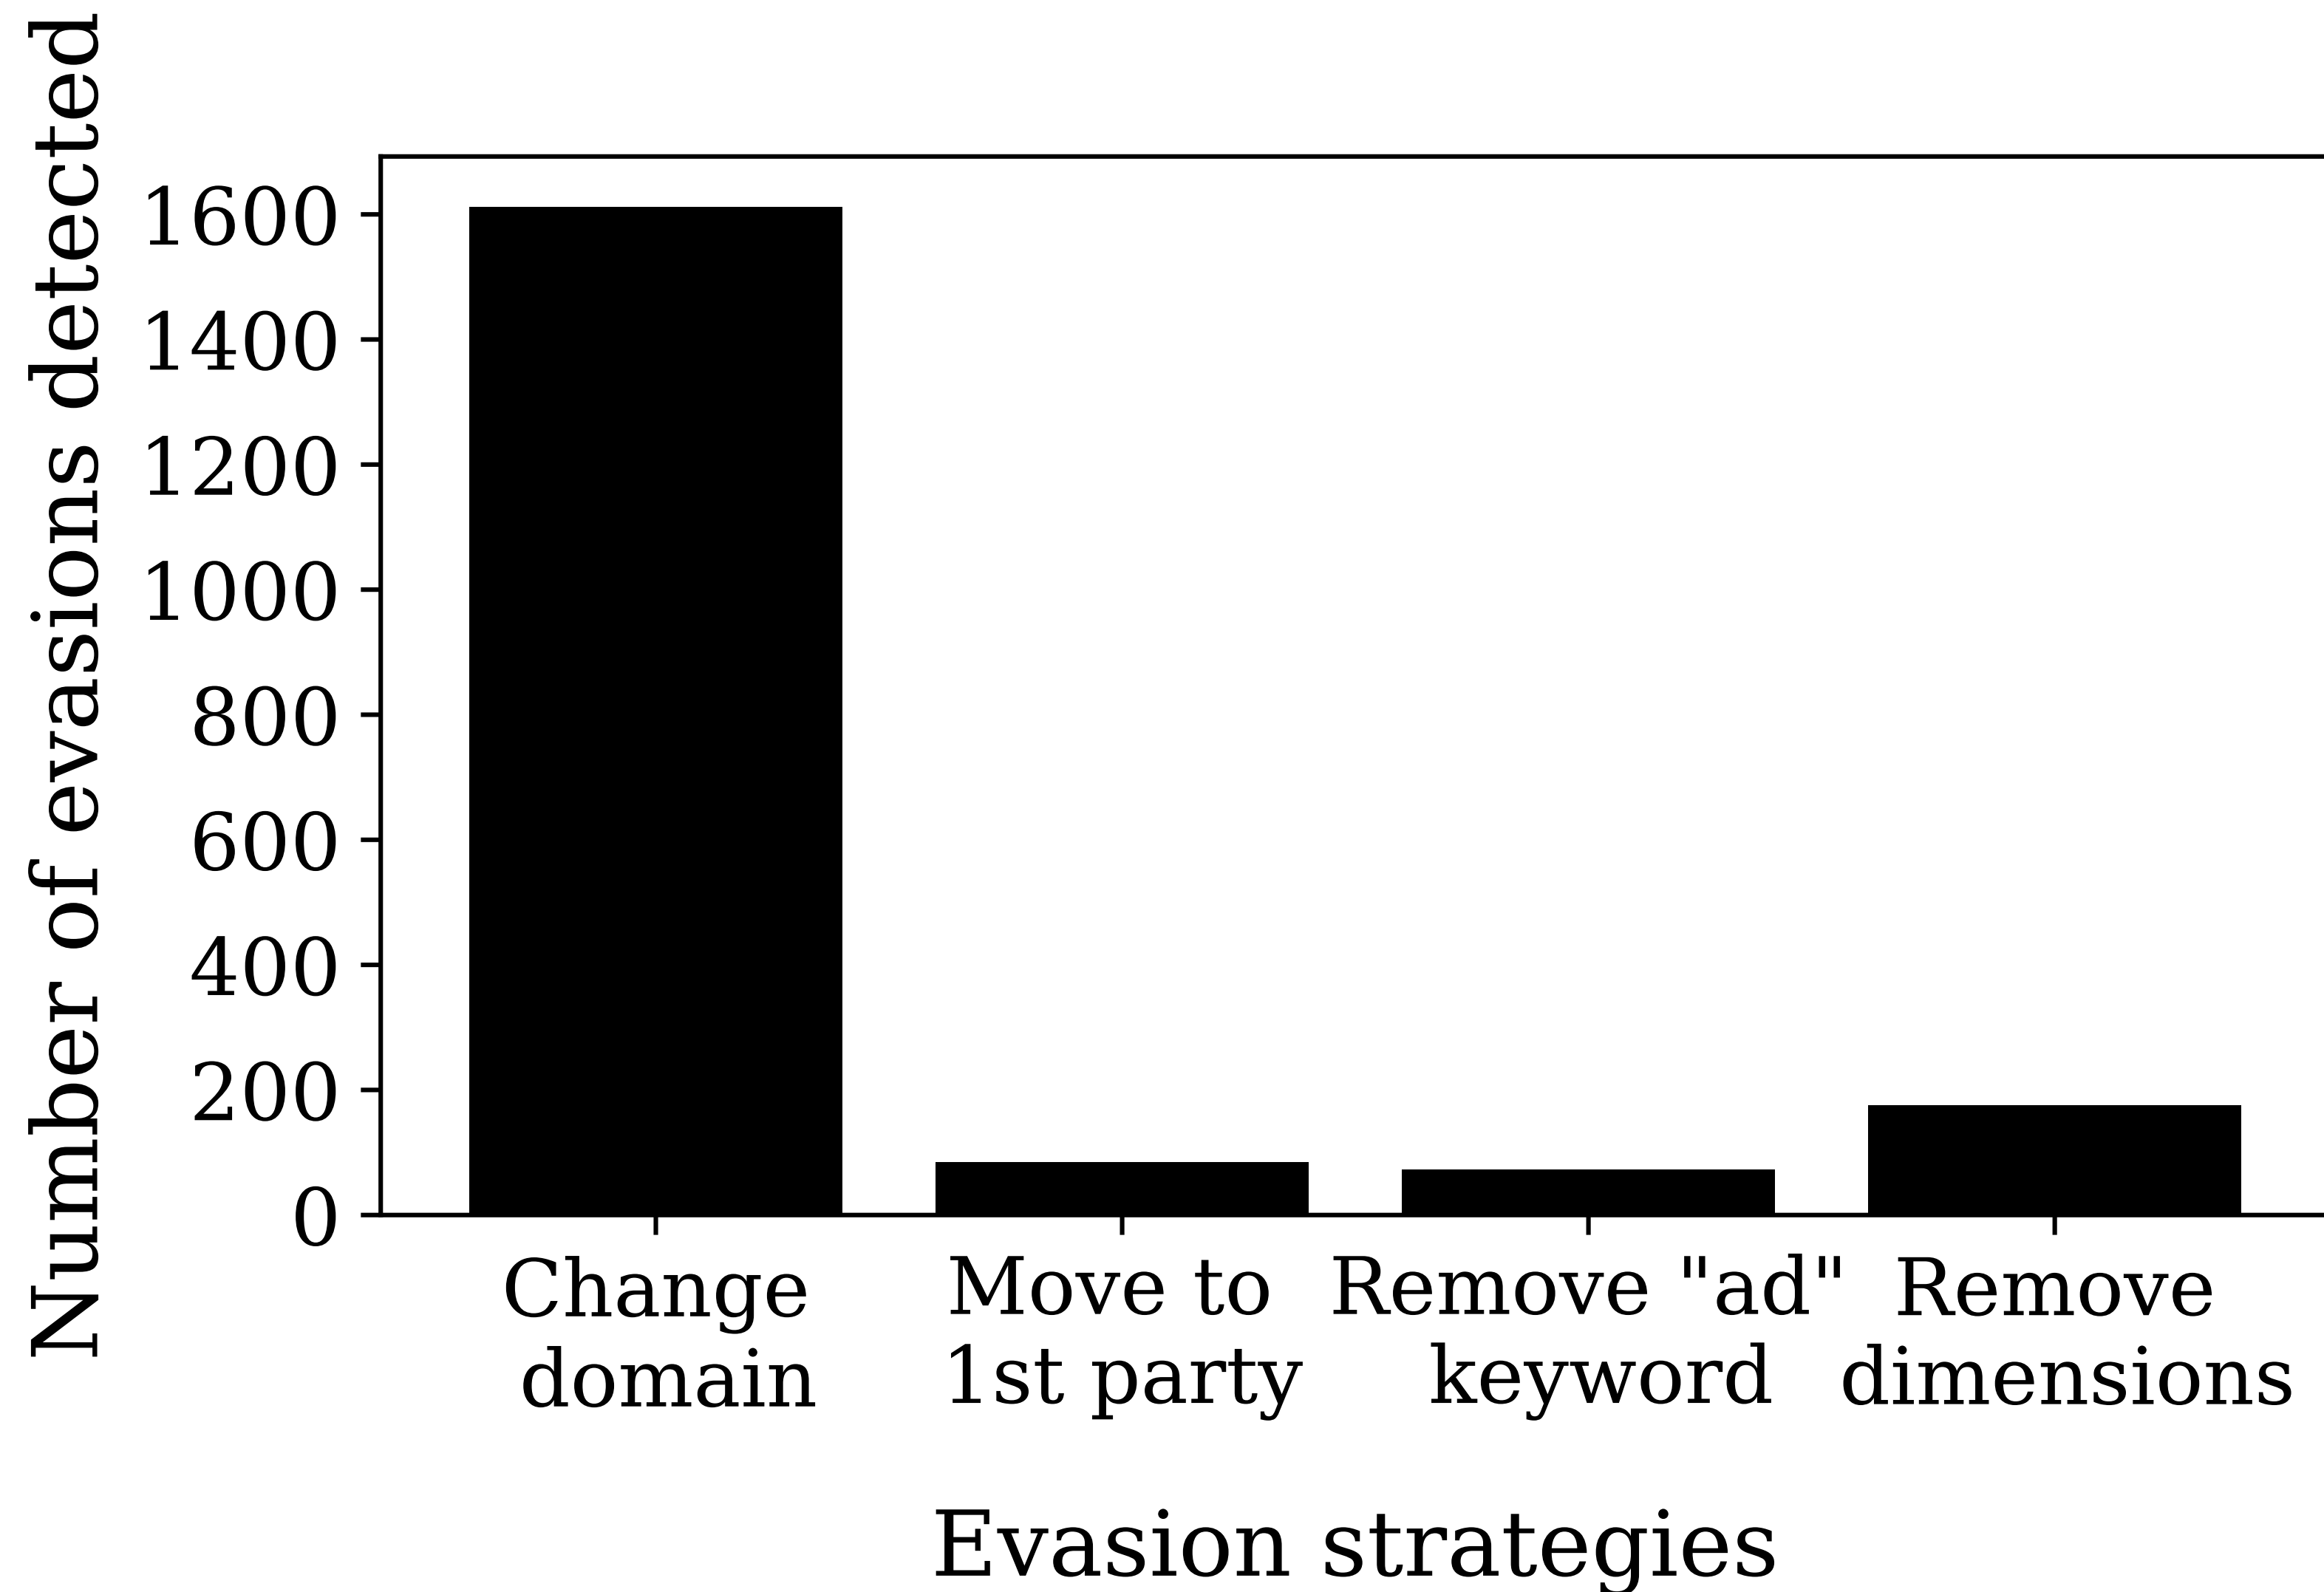 Number of evasions detected
1600
1400
1200
1000
800
600
400
200
0
Change
domain
Move to
1st party
Remove "ad"
keyword
Remove
dimensions
Evasion strategies